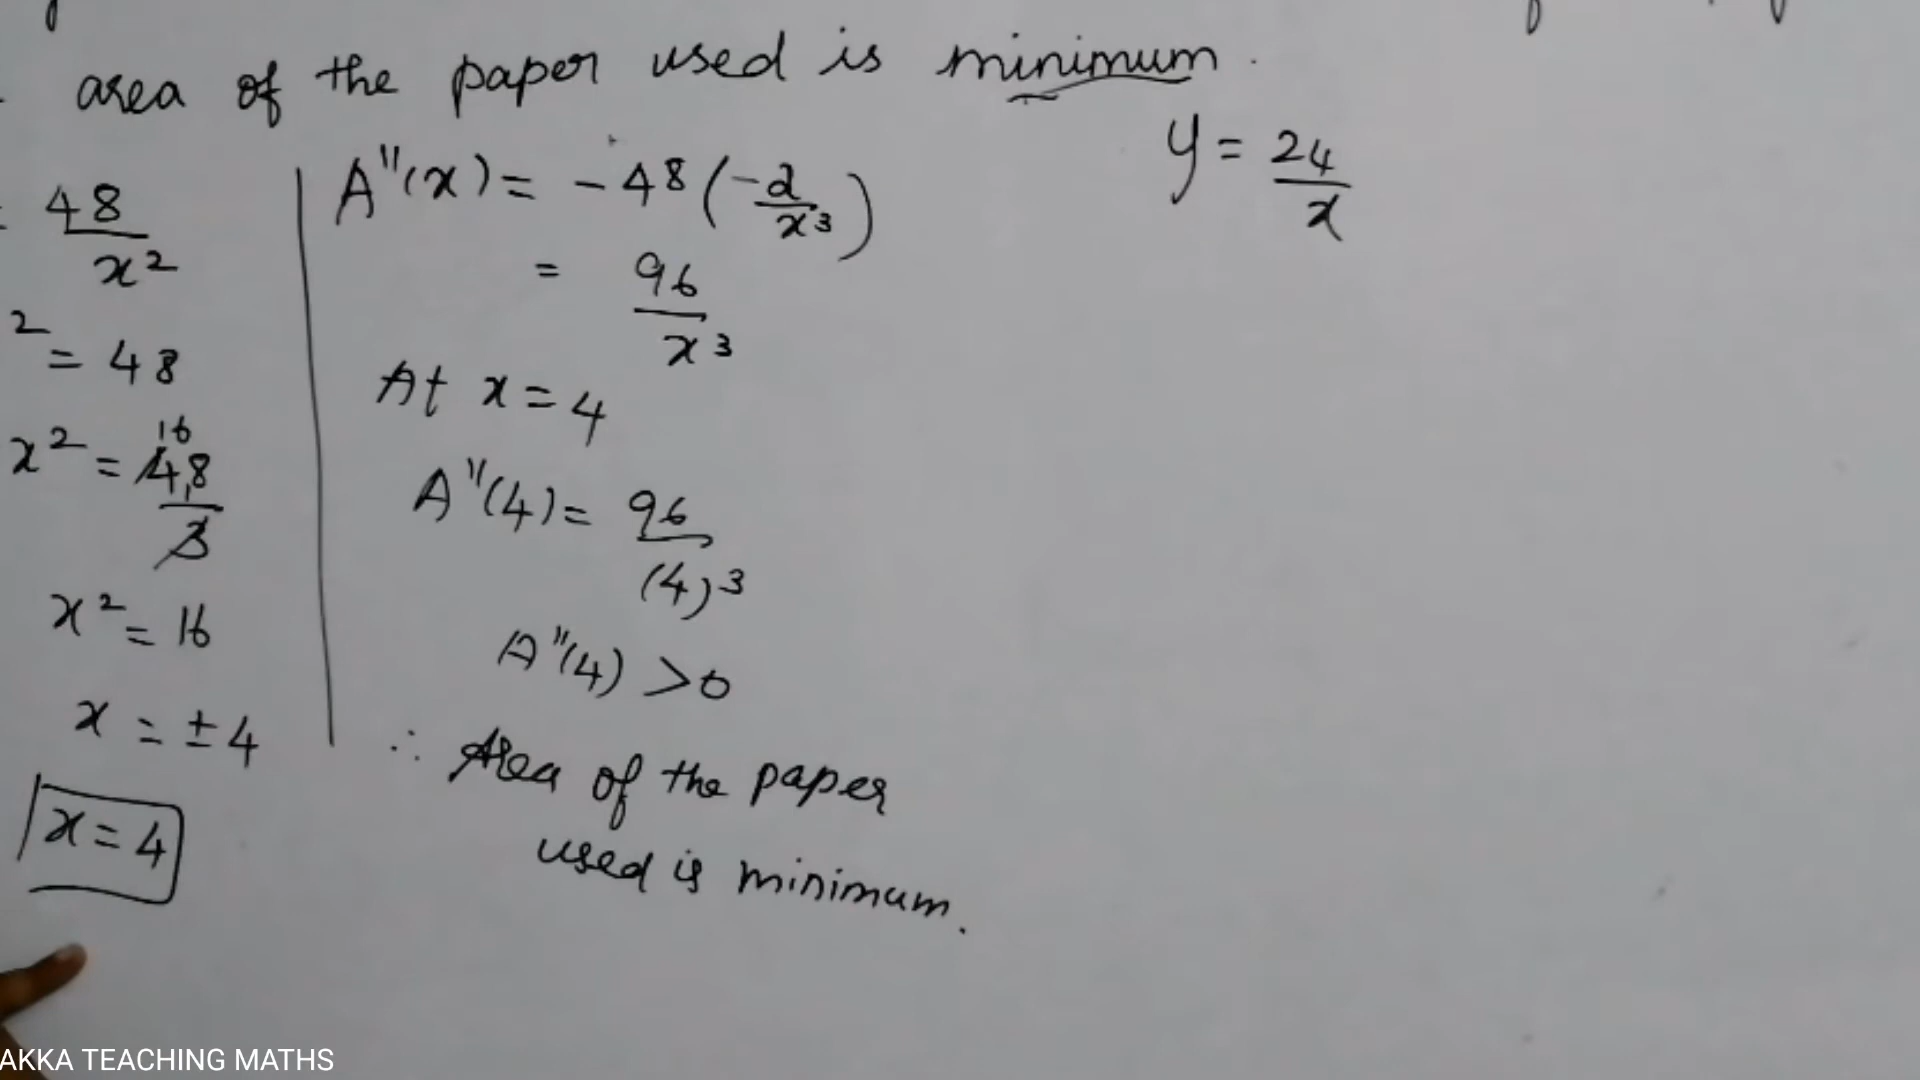 area of the paper used is minimum.
= 48/x²
² = 48
x² = 48/3 16
x² = 16
x = ±4
x = 4
A''(x) = -48(-2/x³)
= 96/x³
At x = 4
A''(4) = 96/(4)³
A''(4) > 0
∴ Area of the paper
used is minimum.
y = 24/x
AKKA TEACHING MATHS